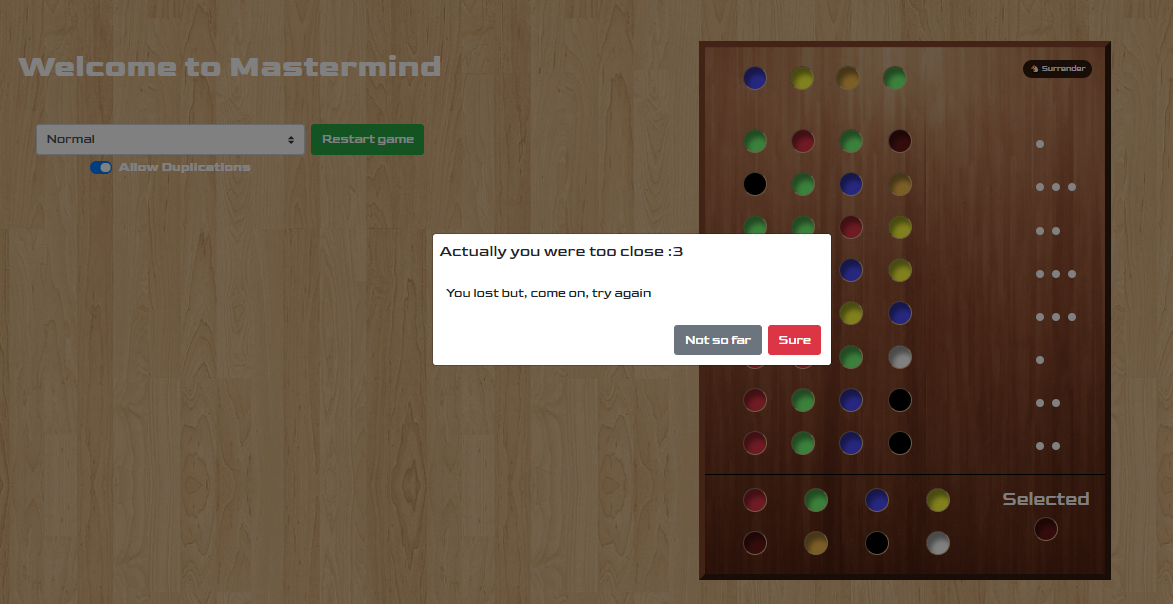 Welcome to Mastermind
Surrender
Normal
Restart game
Allow Duplications
Actually you were too close :3
You lost but, come on, try again
Not so far
Sure
Selected